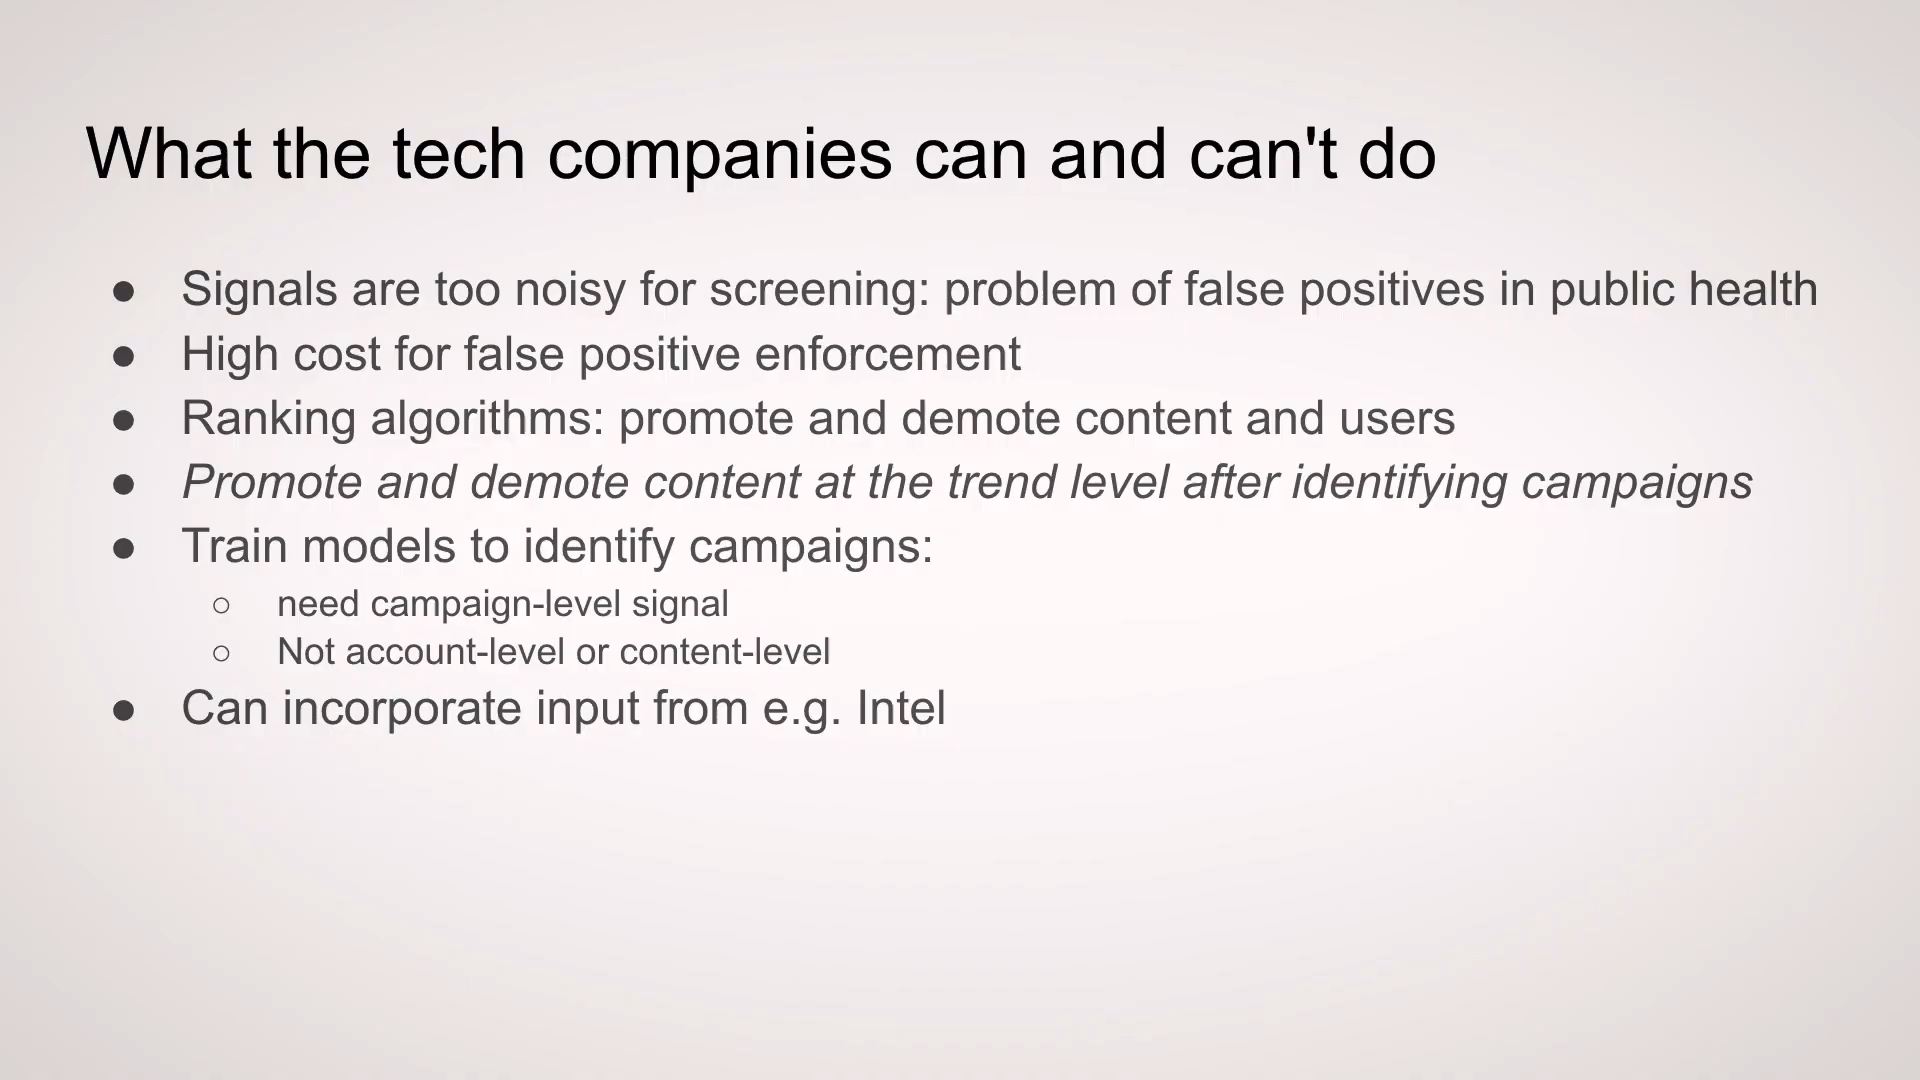 What the tech companies can and can't do
● Signals are too noisy for screening: problem of false positives in public health
● High cost for false positive enforcement
● Ranking algorithms: promote and demote content and users
● Promote and demote content at the trend level after identifying campaigns
● Train models to identify campaigns:
○ need campaign-level signal
○ Not account-level or content-level
● Can incorporate input from e.g. Intel